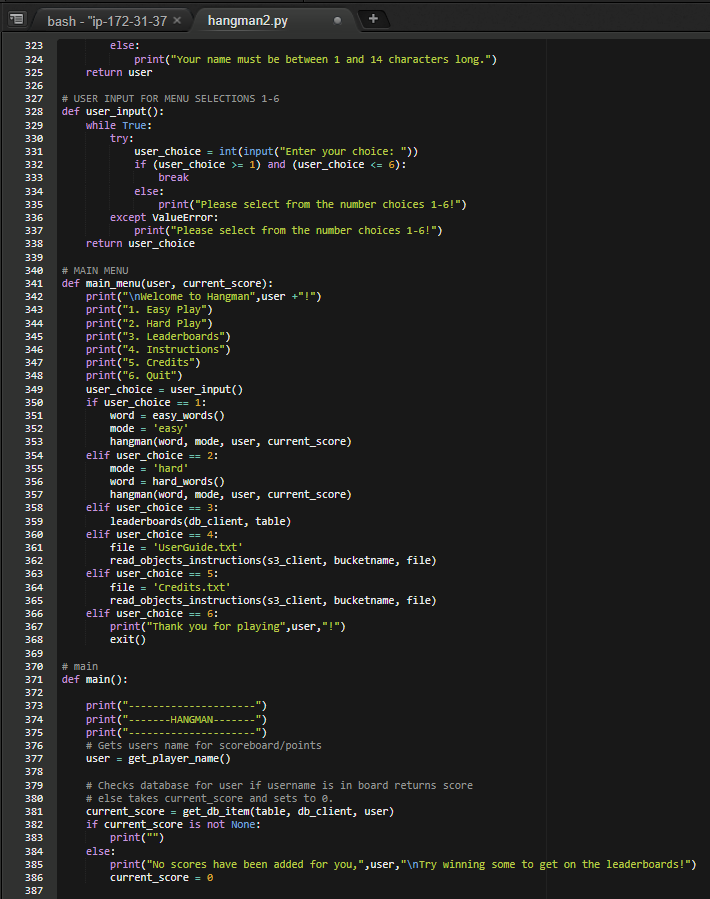 bash - "ip-172-31-37
hangman2.py
323         else:
324             print("Your name must be between 1 and 14 characters long.")
325     return user
326
327 # USER INPUT FOR MENU SELECTIONS 1-6
328 def user_input():
329     while True:
330         try:
331             user_choice = int(input("Enter your choice: "))
332             if (user_choice >= 1) and (user_choice <= 6):
333                 break
334             else:
335                 print("Please select from the number choices 1-6!")
336         except ValueError:
337             print("Please select from the number choices 1-6!")
338     return user_choice
339
340 # MAIN MENU
341 def main_menu(user, current_score):
342     print("\nWelcome to Hangman",user +"!")
343     print("1. Easy Play")
344     print("2. Hard Play")
345     print("3. Leaderboards")
346     print("4. Instructions")
347     print("5. Credits")
348     print("6. Quit")
349     user_choice = user_input()
350     if user_choice == 1:
351         word = easy_words()
352         mode = 'easy'
353         hangman(word, mode, user, current_score)
354     elif user_choice == 2:
355         mode = 'hard'
356         word = hard_words()
357         hangman(word, mode, user, current_score)
358     elif user_choice == 3:
359         leaderboards(db_client, table)
360     elif user_choice == 4:
361         file = 'UserGuide.txt'
362         read_objects_instructions(s3_client, bucketname, file)
363     elif user_choice == 5:
364         file = 'Credits.txt'
365         read_objects_instructions(s3_client, bucketname, file)
366     elif user_choice == 6:
367         print("Thank you for playing",user,"!")
368         exit()
369
370 # main
371 def main():
372
373     print("---------------------")
374     print("-------HANGMAN-------")
375     print("---------------------")
376     # Gets users name for scoreboard/points
377     user = get_player_name()
378
379     # Checks database for user if username is in board returns score
380     # else takes current_score and sets to 0.
381     current_score = get_db_item(table, db_client, user)
382     if current_score is not None:
383         print("")
384     else:
385         print("No scores have been added for you,",user,"\nTry winning some to get on the leaderboards!")
386         current_score = 0
387